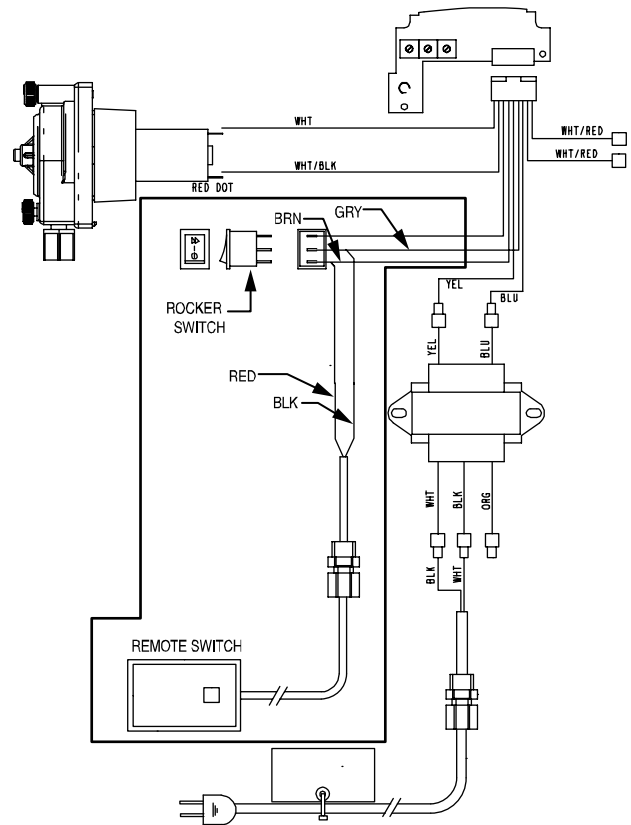 WHT
WHT/RED
WHT/RED
WHT/BLK
RED DOT
BRN
GRY
ROCKER
SWITCH
YEL
BLU
YEL
BLU
RED
BLK
WHT
BLK
ORG
BLK
WHT
REMOTE SWITCH